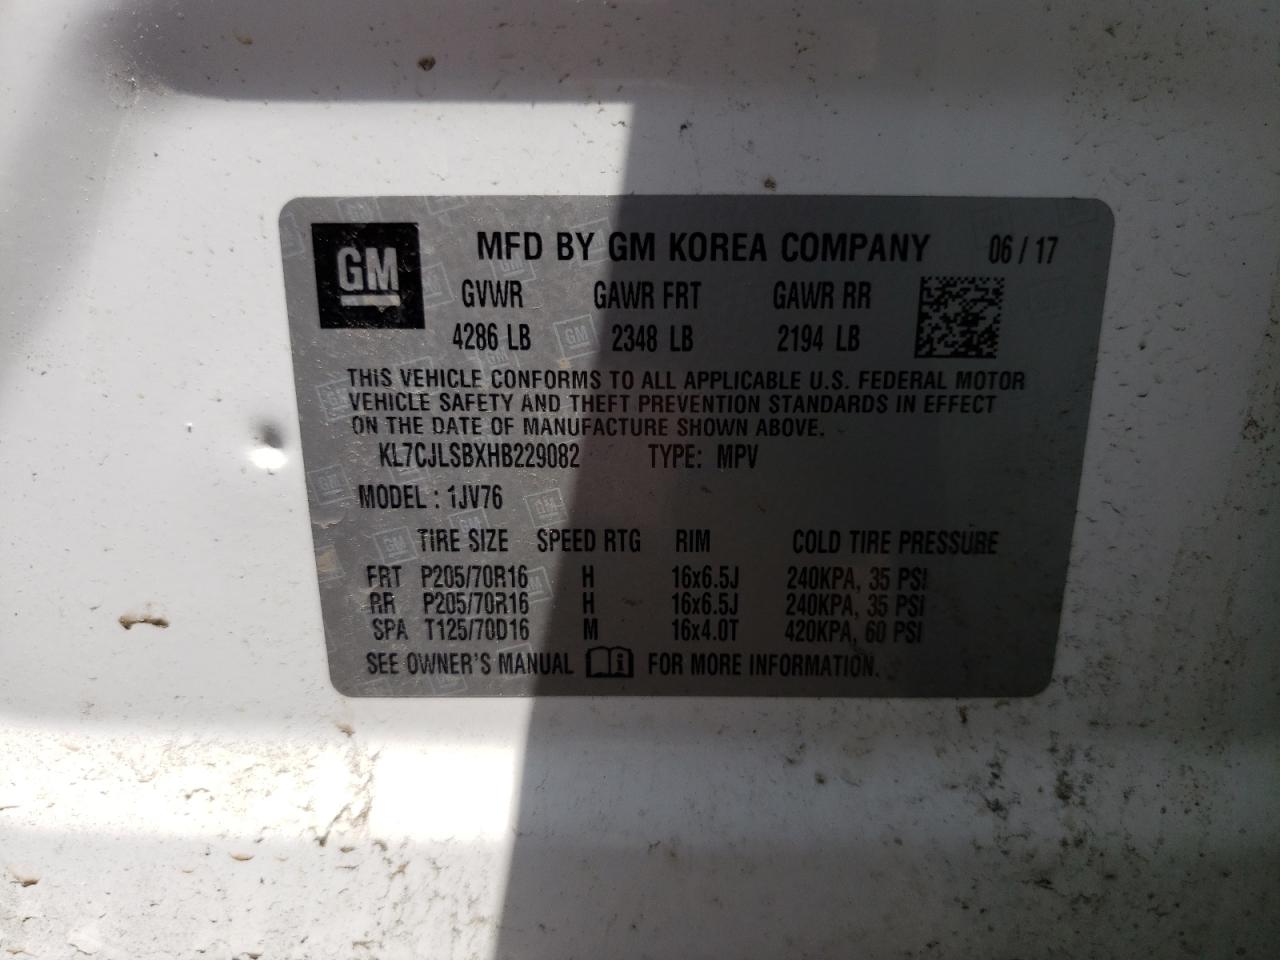 GM MFD BY GM KOREA COMPANY 06 / 17
GVWR GAWR FRT GAWR RR
4286 LB 2348 LB 2194 LB
THIS VEHICLE CONFORMS TO ALL APPLICABLE U.S. FEDERAL MOTOR
VEHICLE SAFETY AND THEFT PREVENTION STANDARDS IN EFFECT
ON THE DATE OF MANUFACTURE SHOWN ABOVE.
KL7CJLSBXHB229082 TYPE: MPV
MODEL : 1JV76
TIRE SIZE SPEED RTG RIM COLD TIRE PRESSURE
FRT P205/70R16 H 16x6.5J 240KPA, 35 PSI
RR P205/70R16 H 16x6.5J 240KPA, 35 PSI
SPA T125/70D16 M 16x4.0T 420KPA, 60 PSI
SEE OWNER'S MANUAL FOR MORE INFORMATION.